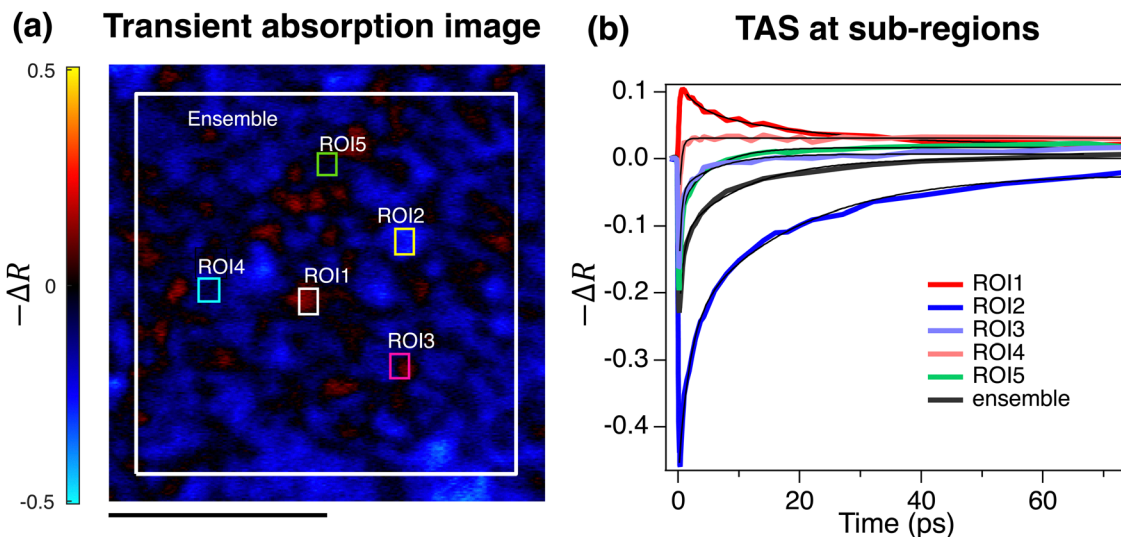 (a) Transient absorption image
0.5
0
-0.5
−ΔR
Ensemble
ROI5
ROI2
ROI4
ROI1
ROI3
(b) TAS at sub-regions
0.1
0.0
-0.1
-0.2
-0.3
-0.4
−ΔR
ROI1
ROI2
ROI3
ROI4
ROI5
ensemble
0 20 40 60
Time (ps)